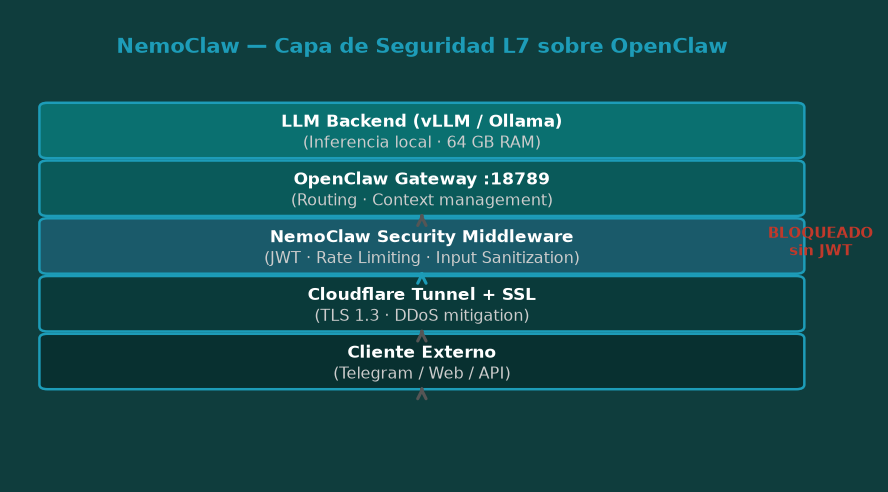 NemoClaw — Capa de Seguridad L7 sobre OpenClaw
LLM Backend (vLLM / Ollama)
(Inferencia local · 64 GB RAM)
OpenClaw Gateway :18789
(Routing · Context management)
NemoClaw Security Middleware
(JWT · Rate Limiting · Input Sanitization)
BLOQUEADO
sin JWT
Cloudflare Tunnel + SSL
(TLS 1.3 · DDoS mitigation)
Cliente Externo
(Telegram / Web / API)